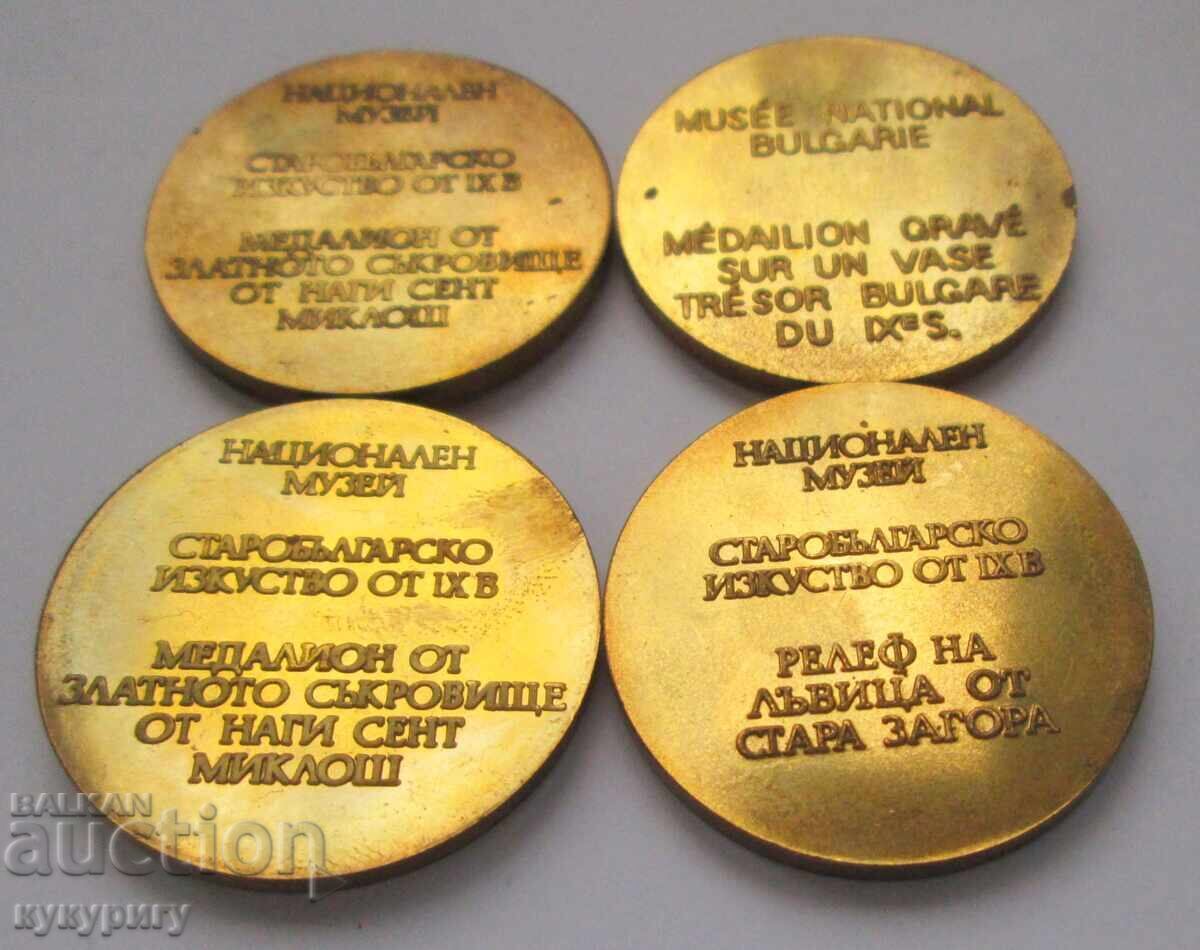 НАЦИОНАЛЕН
МУЗЕЙ
СТАРОБЪЛГАРСКО
ИЗКУСТВО ОТ IX В
МЕДАЛИОН ОТ
ЗЛАТНОТО СЪКРОВИЩЕ
ОТ НАГИ СЕНТ
МИКЛОШ
MUSÉE NATIONAL
BULGARIE
MÉDAILION QRAVÉ
SUR UN VASE
TRÉSOR BULGARE
DU IXE S.
НАЦИОНАЛЕН
МУЗЕЙ
СТАРОБЪЛГАРСКО
ИЗКУСТВО ОТ IX В
МЕДАЛИОН ОТ
ЗЛАТНОТО СЪКРОВИЩЕ
ОТ НАГИ СЕНТ
МИКЛОШ
НАЦИОНАЛЕН
МУЗЕЙ
СТАРОБЪЛГАРСКО
ИЗКУСТВО ОТ IX В
РЕЛЕФ НА
ЛЪВИЦА ОТ
СТАРА ЗАГОРА
BALKAN
auction
кукуригу